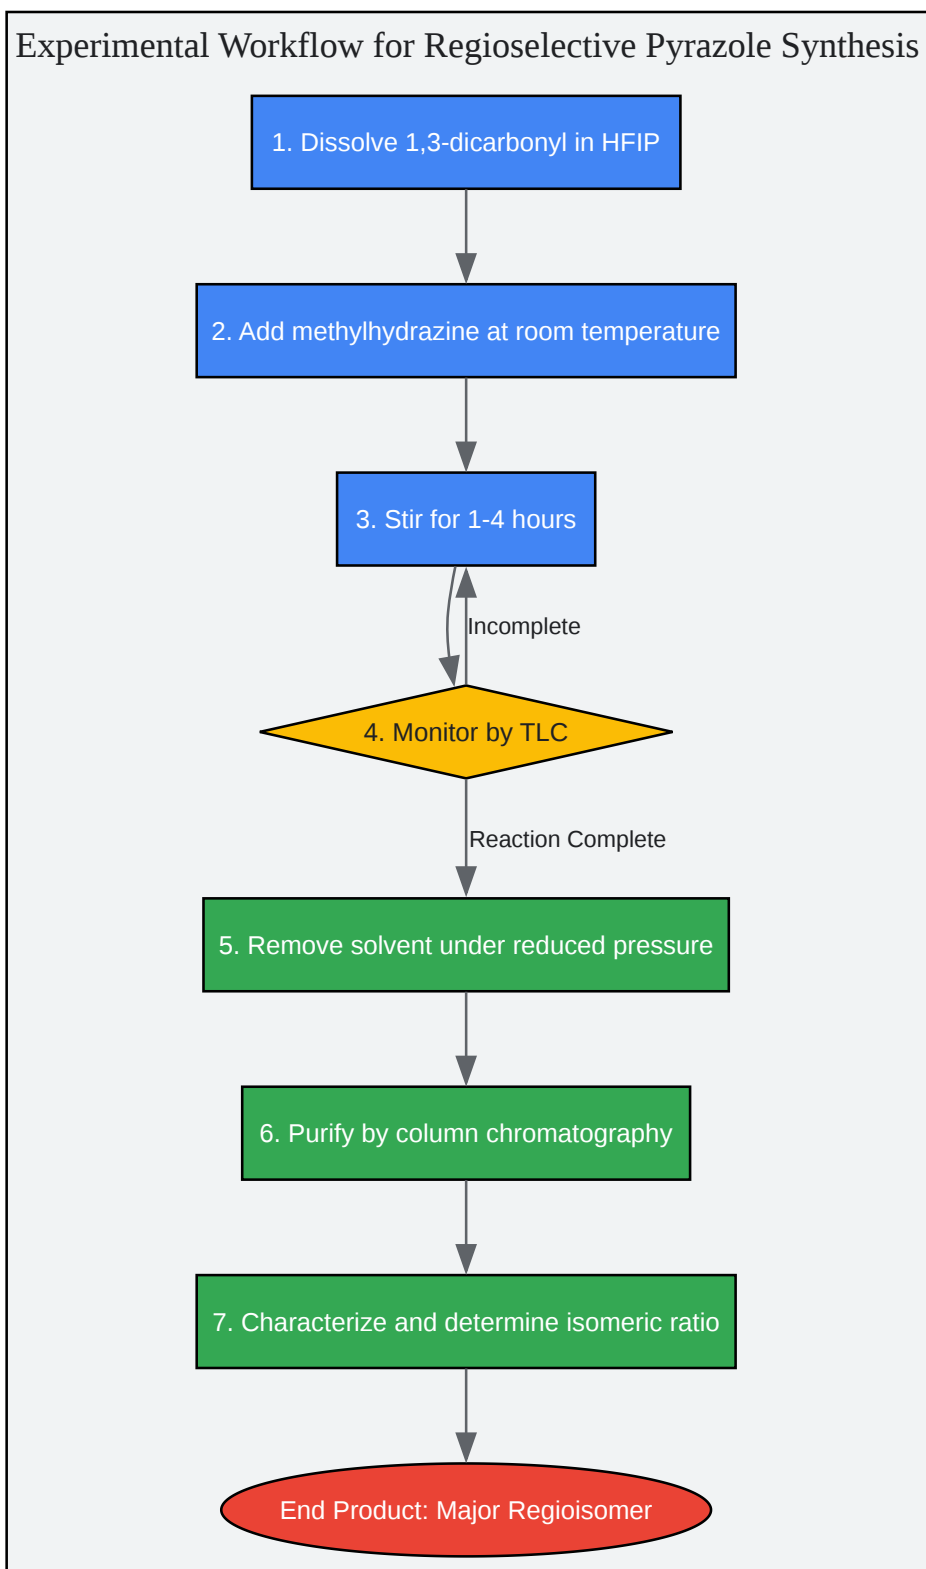 Experimental Workflow for Regioselective Pyrazole Synthesis
1. Dissolve 1,3-dicarbonyl in HFIP
2. Add methylhydrazine at room temperature
3. Stir for 1-4 hours
Incomplete
4. Monitor by TLC
Reaction Complete
5. Remove solvent under reduced pressure
6. Purify by column chromatography
7. Characterize and determine isomeric ratio
End Product: Major Regioisomer